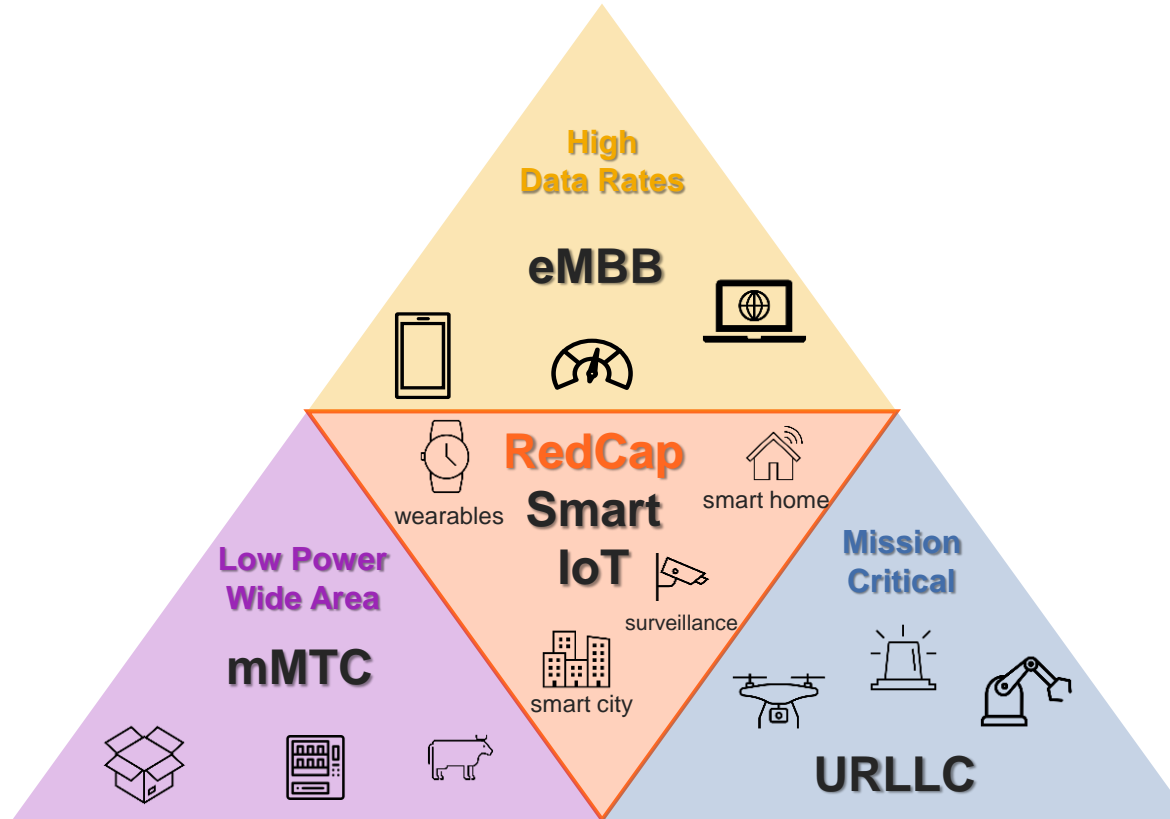 High
Data Rates
eMBB
RedCap
Smart
IoT
wearables
smart home
surveillance
smart city
Low Power
Wide Area
mMTC
Mission
Critical
URLLC